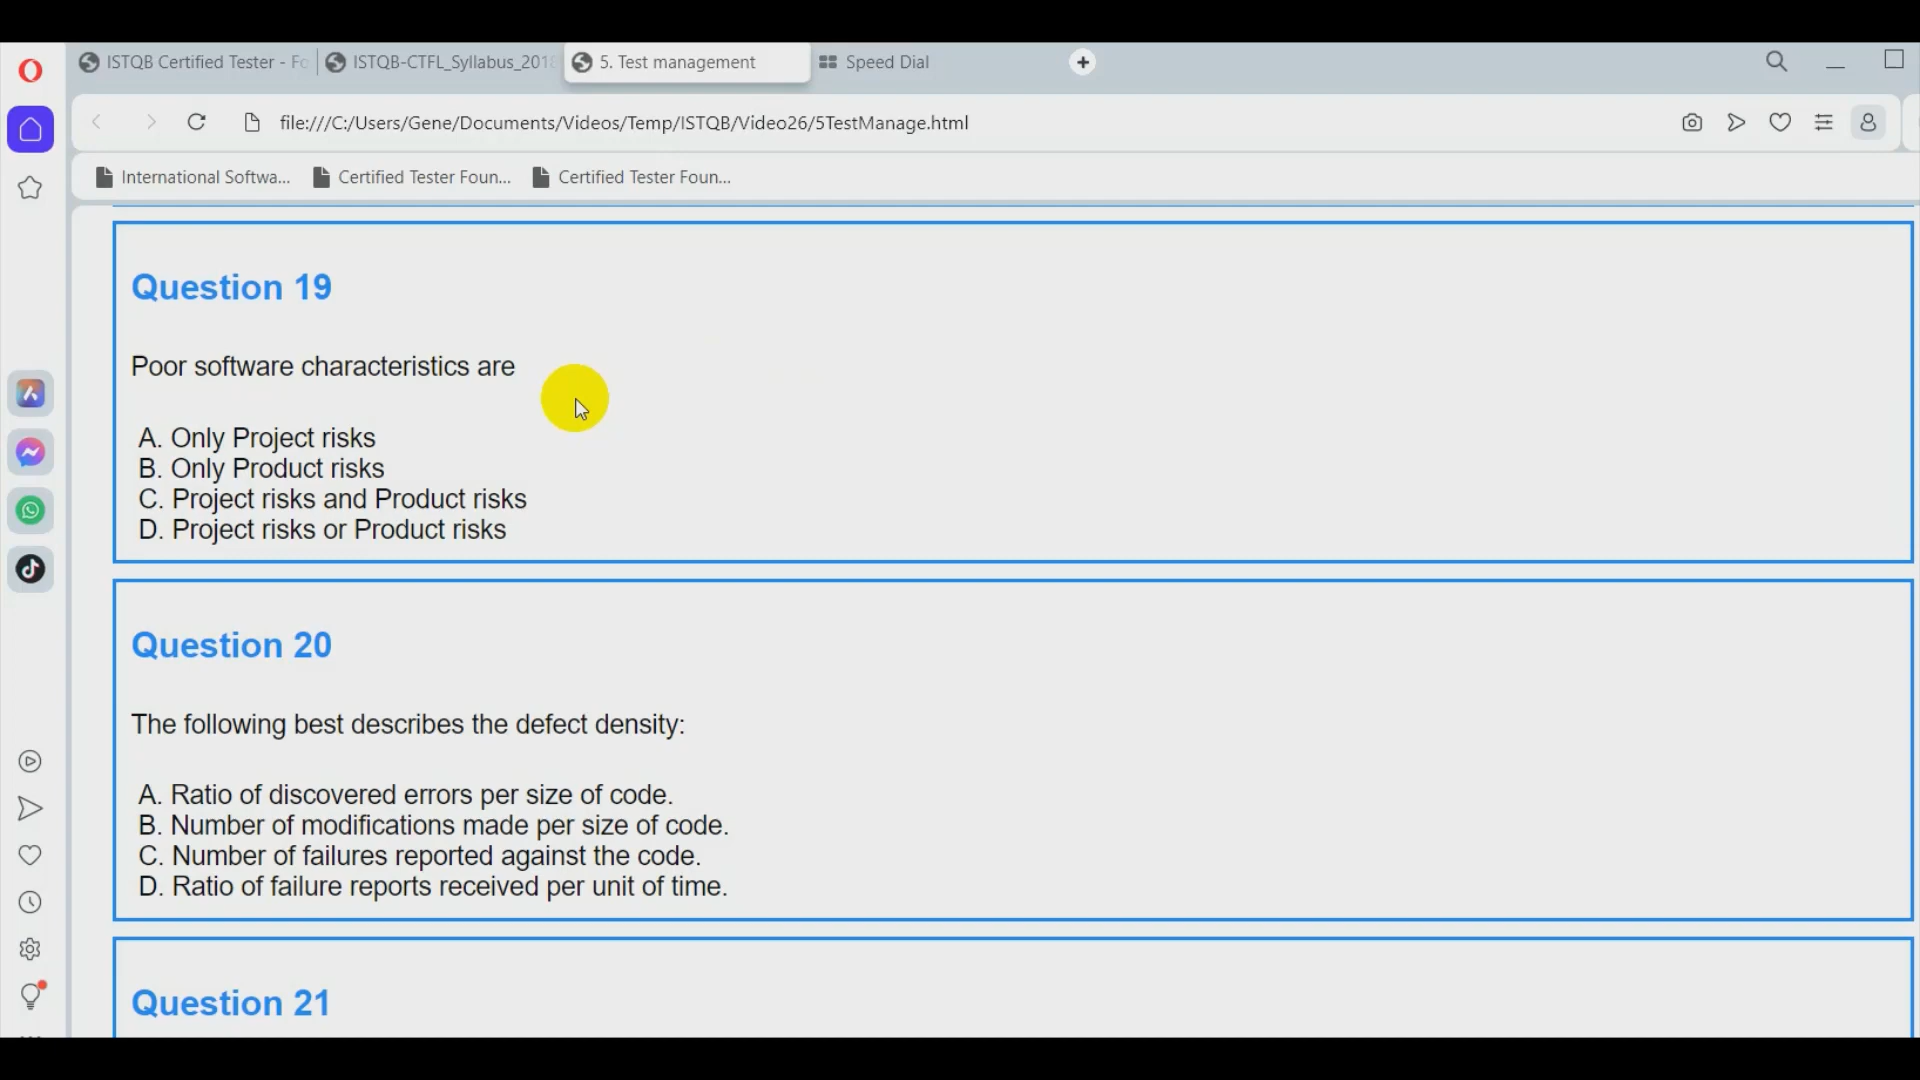 ISTQB Certified Tester - Fo
ISTQB-CTFL_Syllabus_2018
5. Test management
Speed Dial
file:///C:/Users/Gene/Documents/Videos/Temp/ISTQB/Video26/5TestManage.html
International Softwa...
Certified Tester Foun...
Certified Tester Foun...
Question 19
Poor software characteristics are
A. Only Project risks
B. Only Product risks
C. Project risks and Product risks
D. Project risks or Product risks
Question 20
The following best describes the defect density:
A. Ratio of discovered errors per size of code.
B. Number of modifications made per size of code.
C. Number of failures reported against the code.
D. Ratio of failure reports received per unit of time.
Question 21